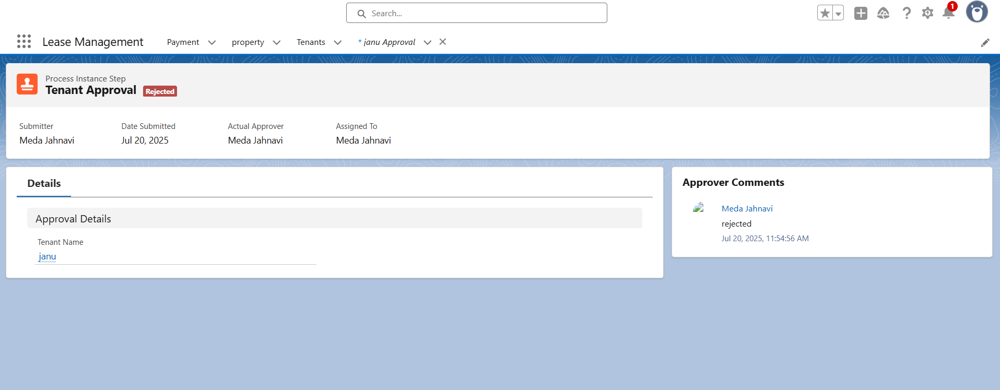 Search...
1
Lease Management
Payment
property
Tenants
* janu Approval
Process Instance Step
Tenant Approval Rejected
Submitter
Meda Jahnavi
Date Submitted
Jul 20, 2025
Actual Approver
Meda Jahnavi
Assigned To
Meda Jahnavi
Details
Approval Details
Tenant Name
janu
Approver Comments
Meda Jahnavi
rejected
Jul 20, 2025, 11:54:56 AM